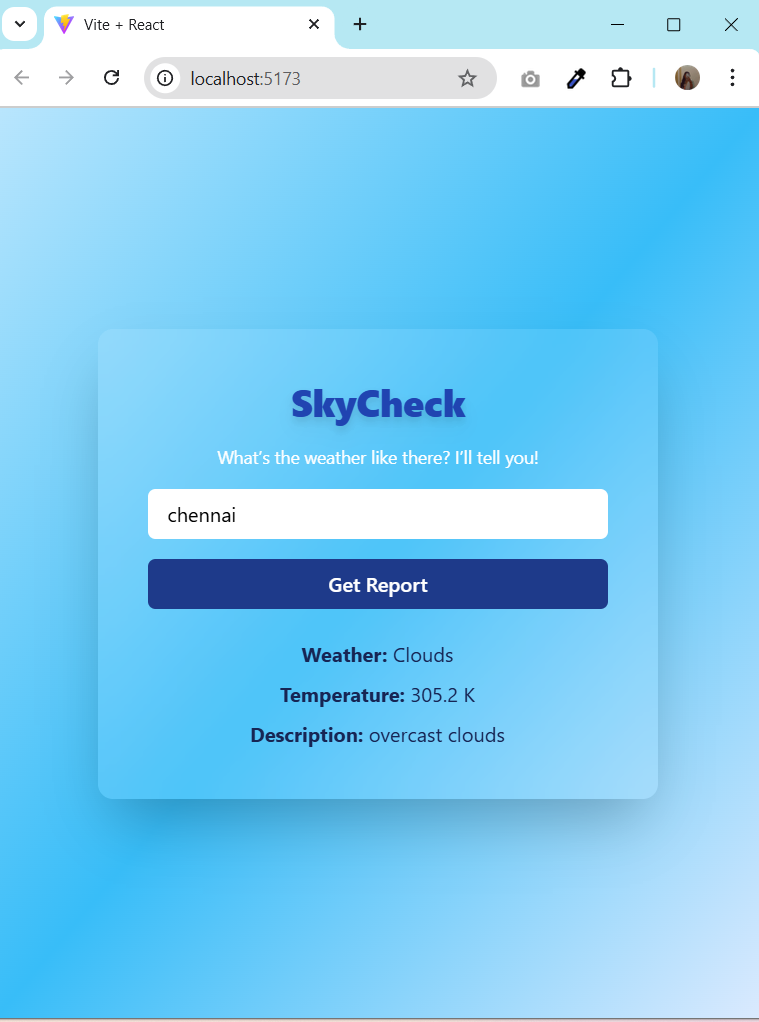 Vite + React
localhost:5173
SkyCheck
What's the weather like there? I'll tell you!
chennai
Get Report
Weather: Clouds
Temperature: 305.2 K
Description: overcast clouds